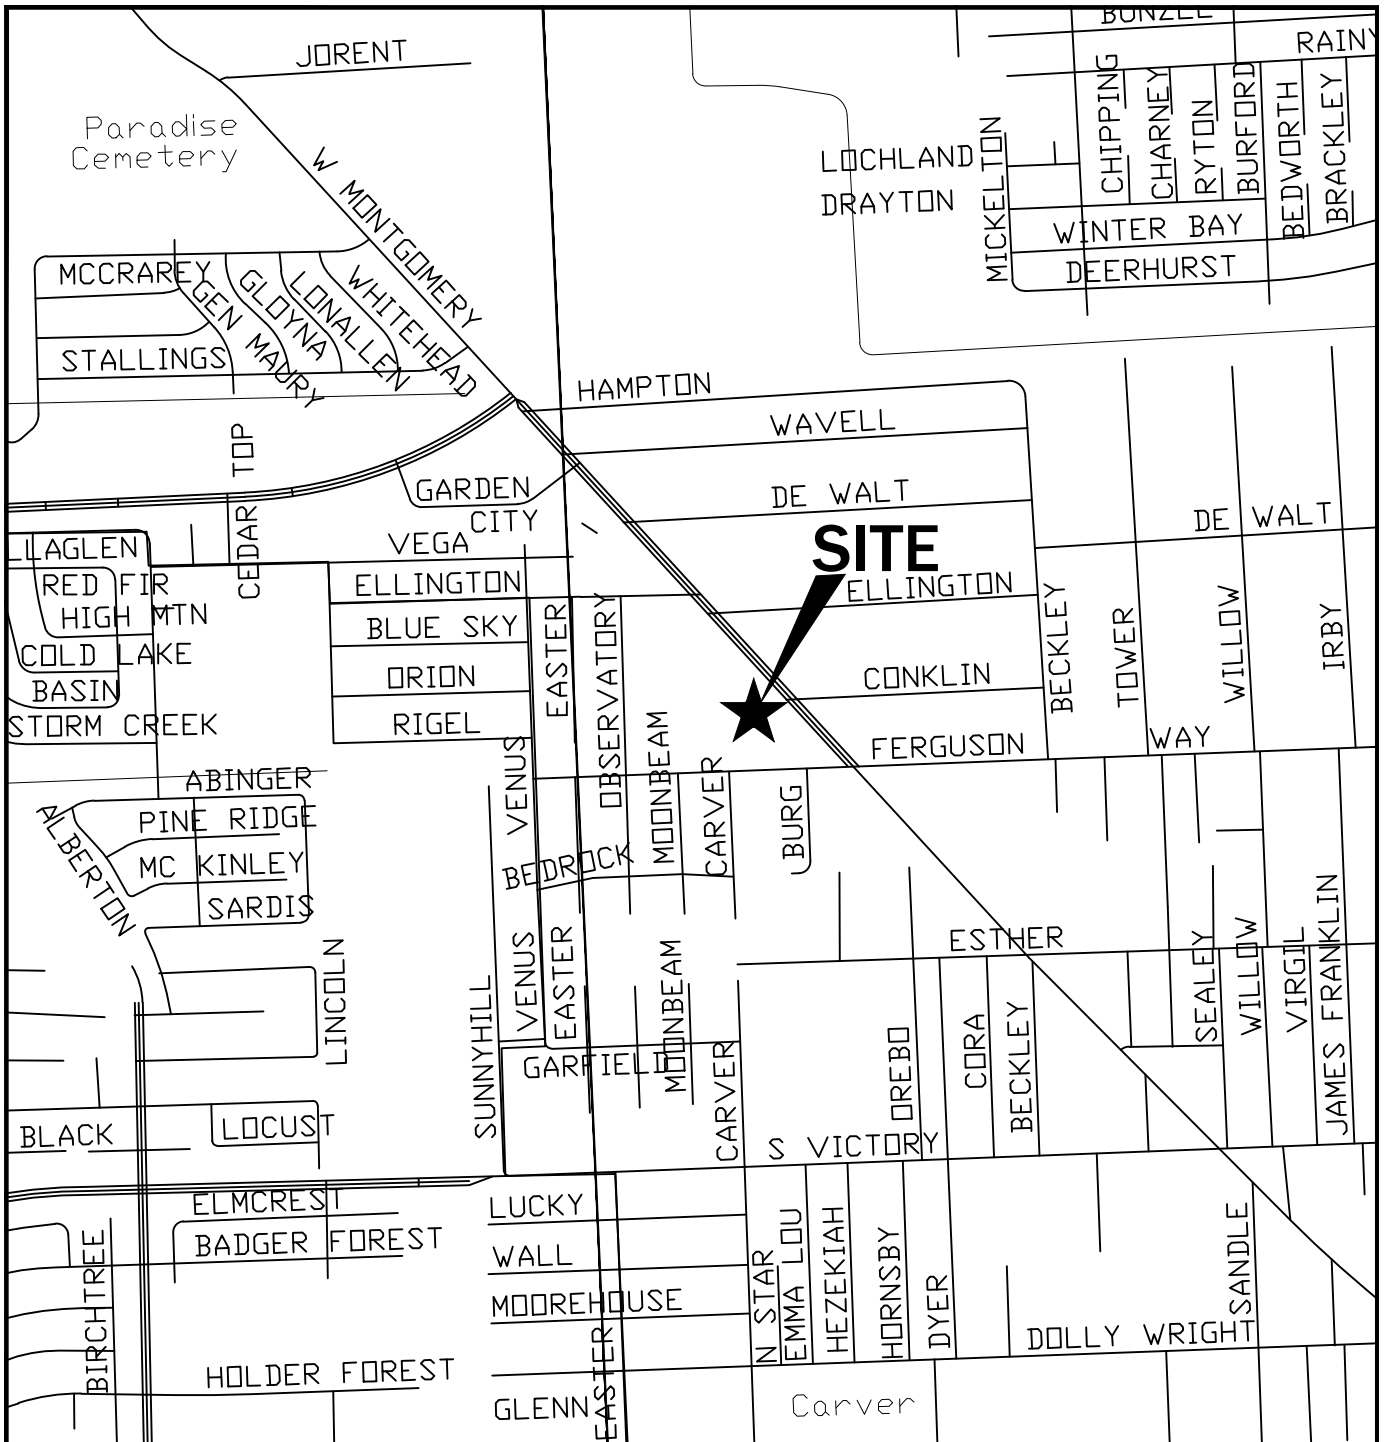 BONZEL
JORENT
RAINY
Paradise
Cemetery
W MONTGOMERY
LOCHLAND
DRAYTON
MICKELTON
CHIPPING
CHARNEY
RYTON
BURFORD
BEDWORTH
BRACKLEY
WINTER BAY
DEERHURST
MCCRAREY
GEN MAURY
GLOYNA
LONALLEN
WHITEHEAD
STALLINGS
HAMPTON
WAVELL
CEDAR TOP
GARDEN
CITY
DE WALT
DE WALT
SITE
VEGA
LLAGLEN
RED FIR
HIGH MTN
COLD LAKE
BASIN
STORM CREEK
ELLINGTON
ELLINGTON
BLUE SKY
ORION
RIGEL
EASTER
OBSERVATORY
CONKLIN
BECKLEY
TOWER
WILLOW
IRBY
FERGUSON
WAY
VENUS
MOONBEAM
CARVER
BURG
ABINGER
PINE RIDGE
MC KINLEY
SARDIS
ALBERTON
BEDROCK
ESTHER
LINCOLN
SUNNYHILL
VENUS
EASTER
MOONBEAM
GARFIELD
CARVER
OREBO
CORA
BECKLEY
SEALEY
WILLOW
VIRGIL
JAMES FRANKLIN
BLACK
LOCUST
S VICTORY
ELMCREST
BADGER FOREST
BIRCHTREE
HOLDER FOREST
LUCKY
WALL
MOOREHOUSE
GLENN
EASTER
N STAR
EMMA LOU
HEZEKIAH
HORNSBY
DYER
SANDLE
DOLLY WRIGHT
Carver